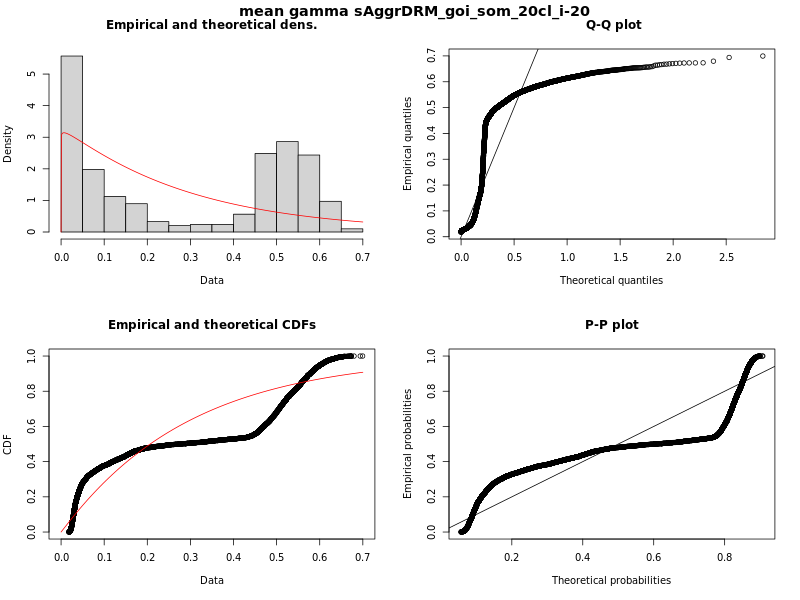 mean gamma sAggrDRM_goi_som_20cl_i-20
Empirical and theoretical dens.
Density
0 1 2 3 4 5
0.0 0.1 0.2 0.3 0.4 0.5 0.6 0.7
Data
Q-Q plot
Empirical quantiles
0.0 0.1 0.2 0.3 0.4 0.5 0.6 0.7
0.0 0.5 1.0 1.5 2.0 2.5
Theoretical quantiles
Empirical and theoretical CDFs
CDF
0.0 0.2 0.4 0.6 0.8 1.0
0.0 0.1 0.2 0.3 0.4 0.5 0.6 0.7
Data
P-P plot
Empirical probabilities
0.0 0.2 0.4 0.6 0.8 1.0
0.2 0.4 0.6 0.8
Theoretical probabilities